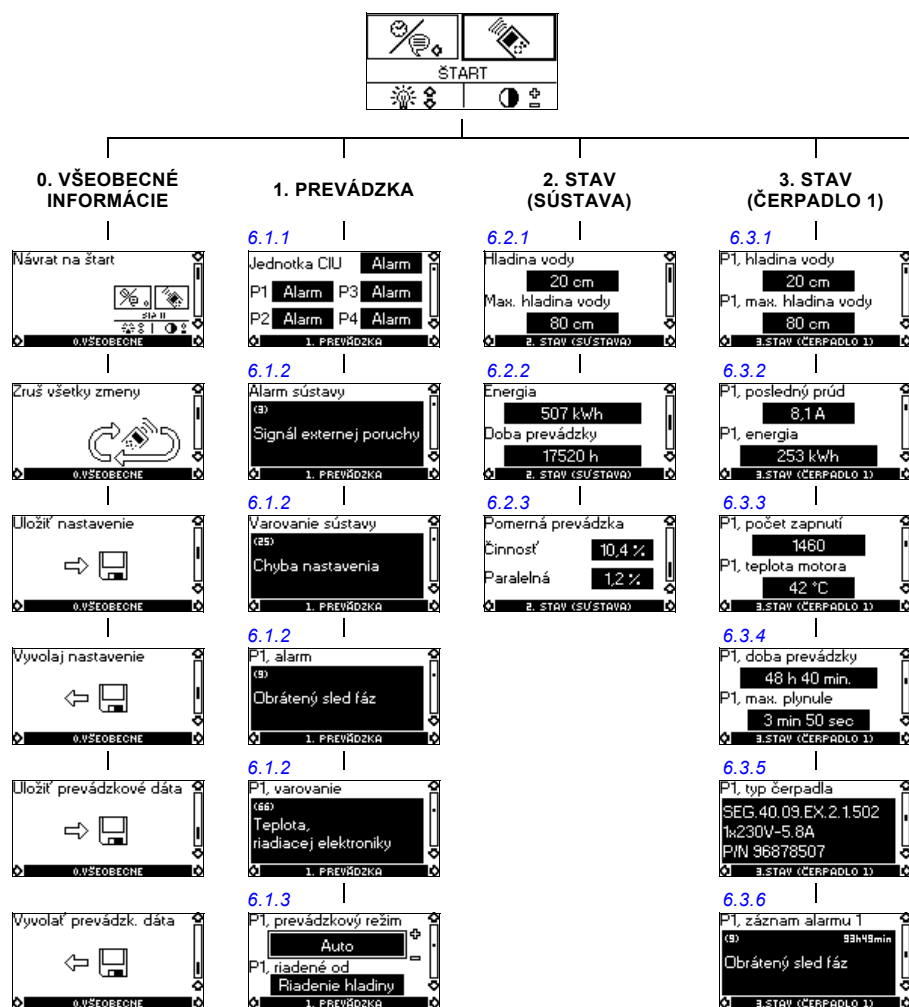 ŠTART
0. VŠEOBECNÉ
INFORMÁCIE
Návrat na štart
0.VŠEOBECNE
Zruš všetky zmeny
0.VŠEOBECNE
Uložiť nastavenie
0.VŠEOBECNE
Vyvolaj nastavenie
0.VŠEOBECNE
Uložiť prevádzkové dáta
0.VŠEOBECNE
Vyvolať prevádzk. dáta
0.VŠEOBECNE
1. PREVÁDZKA
6.1.1
Jednotka CIU Alarm
P1 Alarm P3 Alarm
P2 Alarm P4 Alarm
1. PREVÁDZKA
6.1.2
Alarm sústavy
(3)
Signál externej poruchy
1. PREVÁDZKA
6.1.2
Varovanie sústavy
(25)
Chyba nastavenia
1. PREVÁDZKA
6.1.2
P1, alarm
(9)
Obrátený sled fáz
1. PREVÁDZKA
6.1.2
P1, varovanie
(66)
Teplota,
riadiacej elektroniky
1. PREVÁDZKA
6.1.3
P1, prevádzkový režim
Auto
P1, riadené od
Riadenie hladiny
1. PREVÁDZKA
2. STAV
(SÚSTAVA)
6.2.1
Hladina vody
20 cm
Max. hladina vody
80 cm
2. STAV (SÚSTAVA)
6.2.2
Energia
507 kWh
Doba prevádzky
17520 h
2. STAV (SÚSTAVA)
6.2.3
Pomerná prevádzka
Činnosť 10,4 %
Paralelná 1,2 %
2. STAV (SÚSTAVA)
3. STAV
(ČERPADLO 1)
6.3.1
P1, hladina vody
20 cm
P1, max. hladina vody
80 cm
3.STAV (ČERPADLO 1)
6.3.2
P1, posledný prúd
8,1 A
P1, energia
253 kWh
3.STAV (ČERPADLO 1)
6.3.3
P1, počet zapnutí
1460
P1, teplota motora
42 °C
3.STAV (ČERPADLO 1)
6.3.4
P1, doba prevádzky
48 h 40 min.
P1, max. plynule
3 min 50 sec
3.STAV (ČERPADLO 1)
6.3.5
P1, typ čerpadla
SEG.40.09.EX.2.1.502
1x230V-5.8A
P/N 96878507
3.STAV (ČERPADLO 1)
6.3.6
P1, záznam alarmu 1
(9) 93h49min
Obrátený sled fáz
3.STAV (ČERPADLO 1)